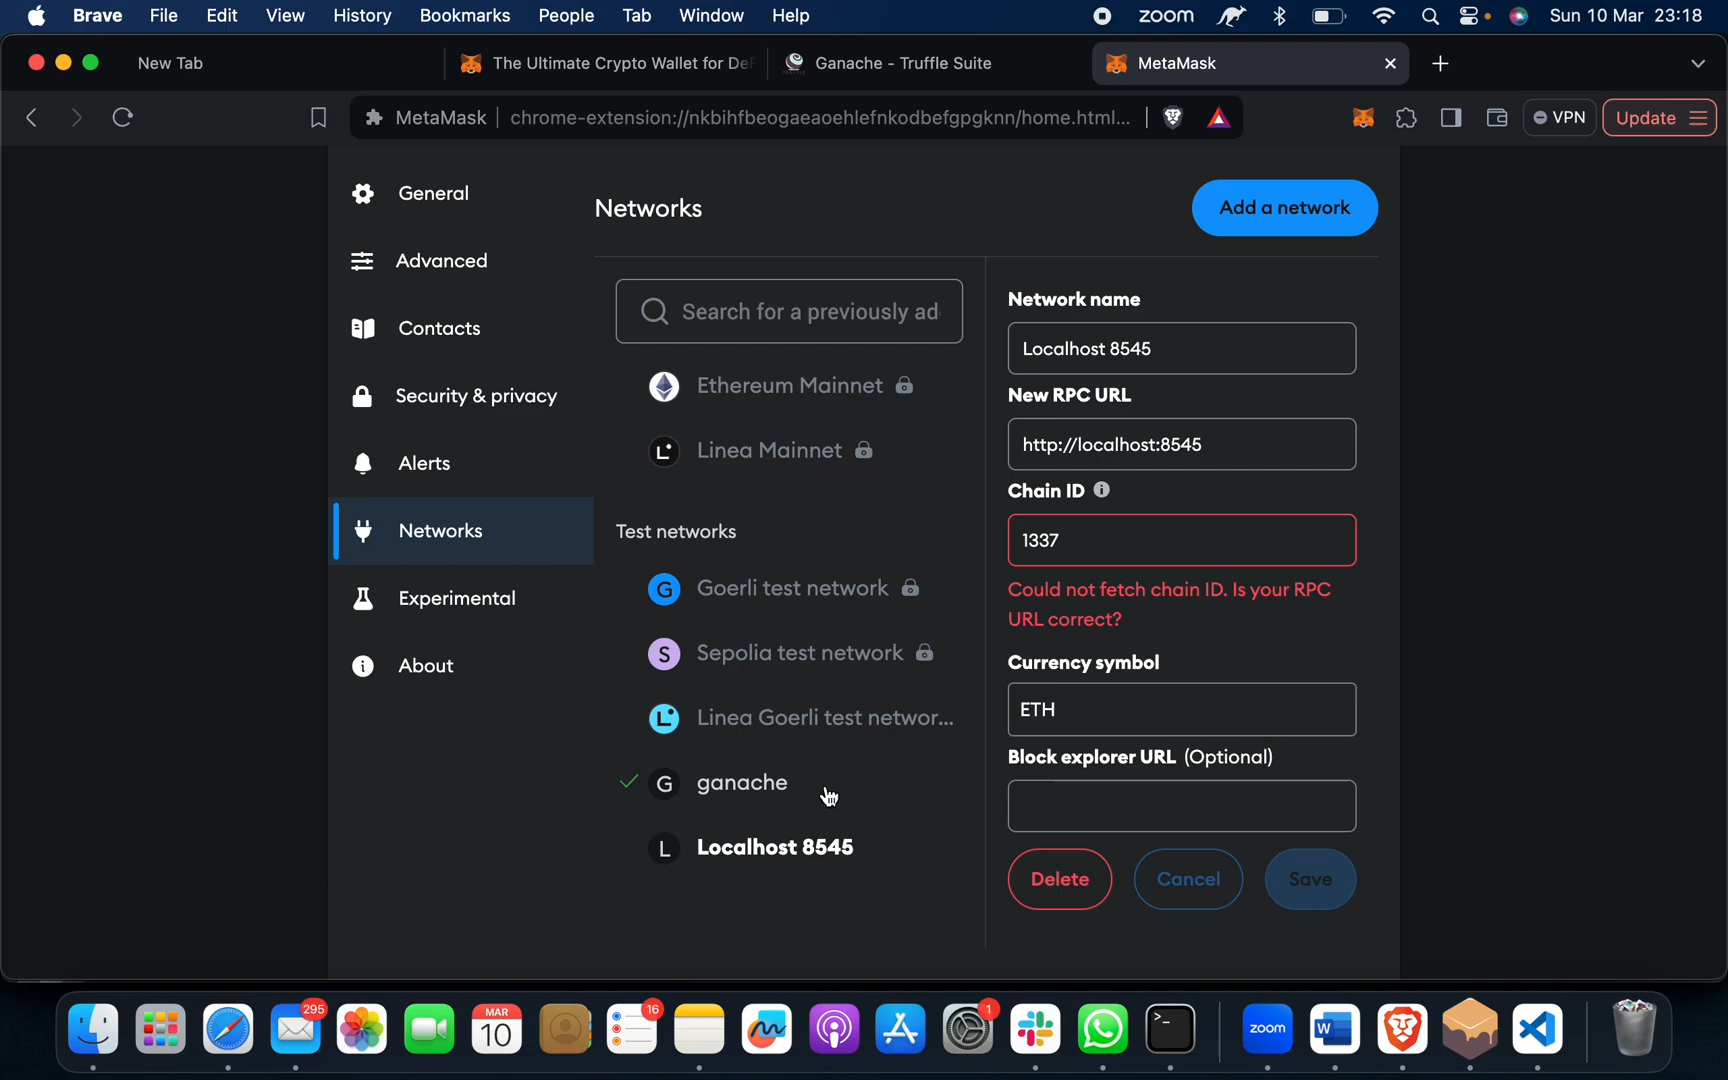 Brave File Edit View History Bookmarks People Tab Window Help zoom Sun 10 Mar 23:18
New Tab The Ultimate Crypto Wallet for De Ganache - Truffle Suite MetaMask
MetaMask chrome-extension://nkbihfbeogaeaoehlefnkodbefgpgknn/home.html... VPN Update
General
Advanced
Contacts
Security & privacy
Alerts
Networks
Experimental
About
Networks
Add a network
Search for a previously ad
Ethereum Mainnet
L Linea Mainnet
Test networks
G Goerli test network
S Sepolia test network
L Linea Goerli test networ...
G ganache
L Localhost 8545
Network name
Localhost 8545
New RPC URL
http://localhost:8545
Chain ID
1337
Could not fetch chain ID. Is your RPC
URL correct?
Currency symbol
ETH
Block explorer URL (Optional)
Delete Cancel Save
295 MAR 10 16 1 zoom W